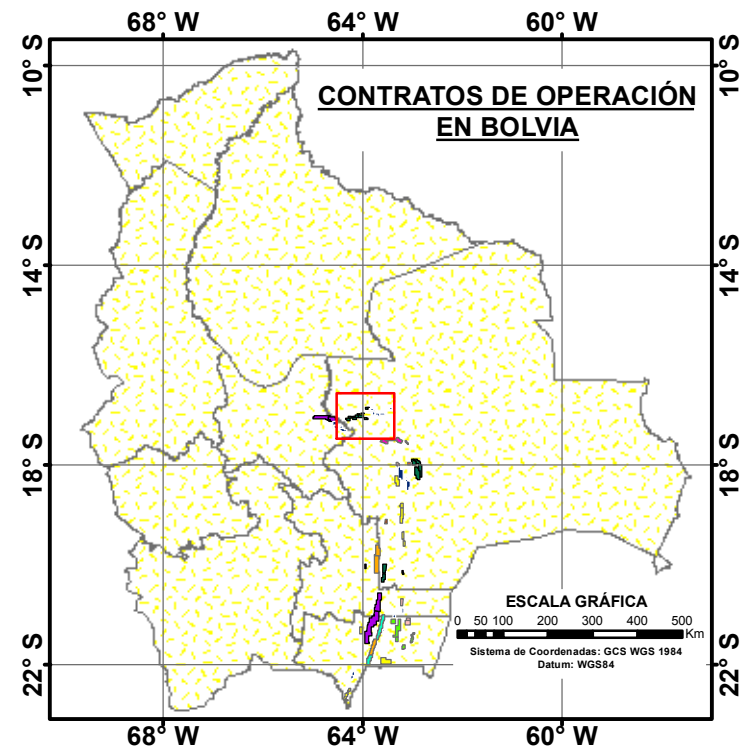 68° W 64° W 60° W
10° S 10° S
CONTRATOS DE OPERACIÓN
EN BOLVIA
14° S 14° S
18° S 18° S
ESCALA GRÁFICA
0 50 100 200 300 400 500
Km
Sistema de Coordenadas: GCS WGS 1984
Datum: WGS84
22° S 22° S
68° W 64° W 60° W